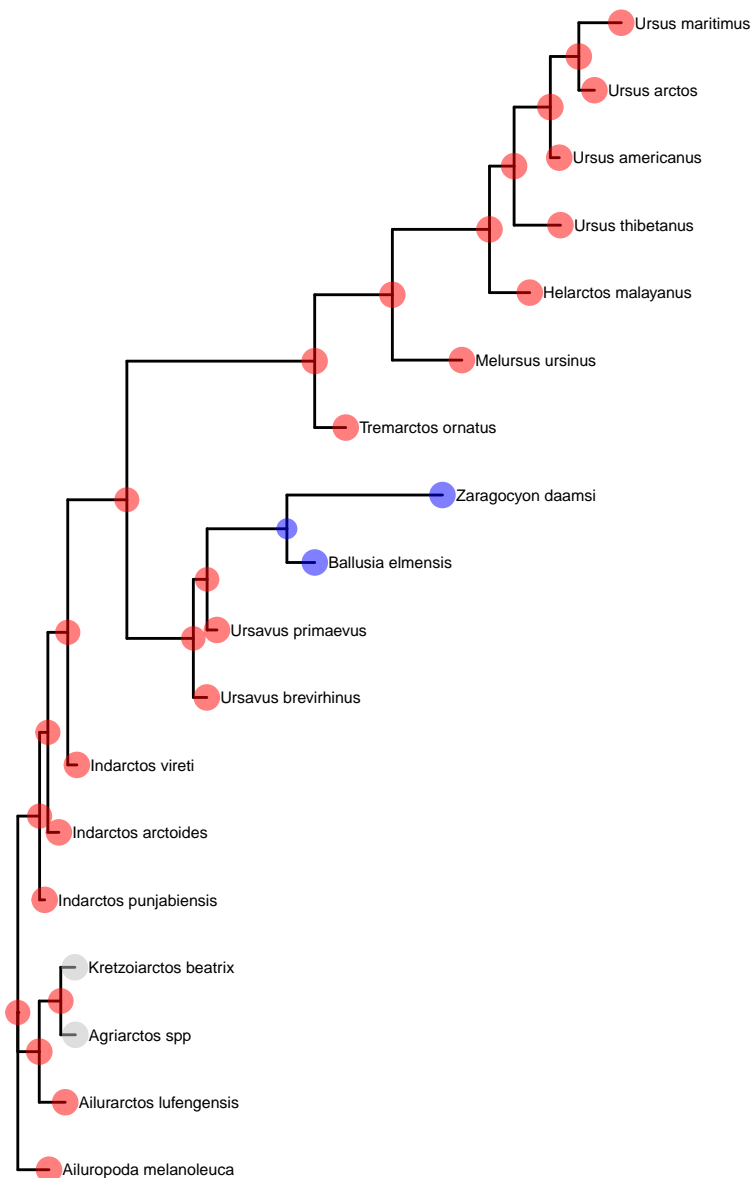 Ursus maritimus
Ursus arctos
Ursus americanus
Ursus thibetanus
Helarctos malayanus
Melursus ursinus
Tremarctos ornatus
Zaragocyon daamsi
Ballusia elmensis
Ursavus primaevus
Ursavus brevirhinus
Indarctos vireti
Indarctos arctoides
Indarctos punjabiensis
Kretzoiarctos beatrix
Agriarctos spp
Ailurarctos lufengensis
Ailuropoda melanoleuca